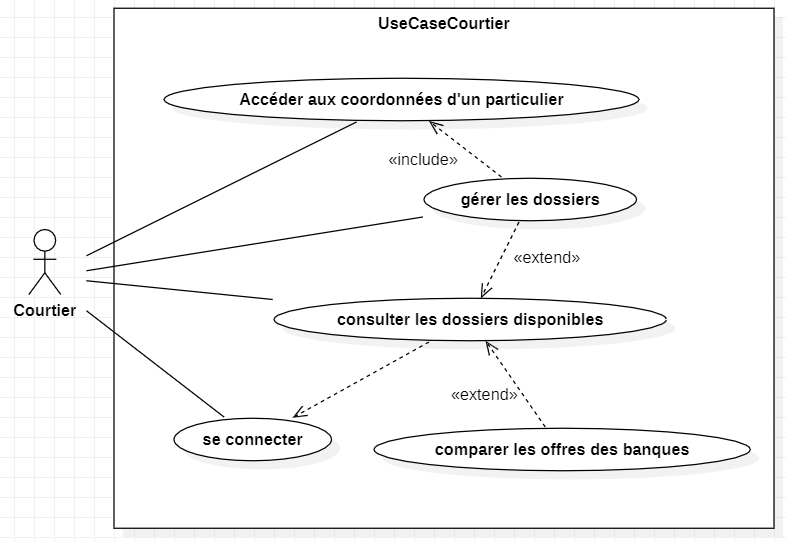 UseCaseCourtier
Accéder aux coordonnées d'un particulier
«include»
gérer les dossiers
«extend»
Courtier
consulter les dossiers disponibles
«extend»
se connecter
comparer les offres des banques